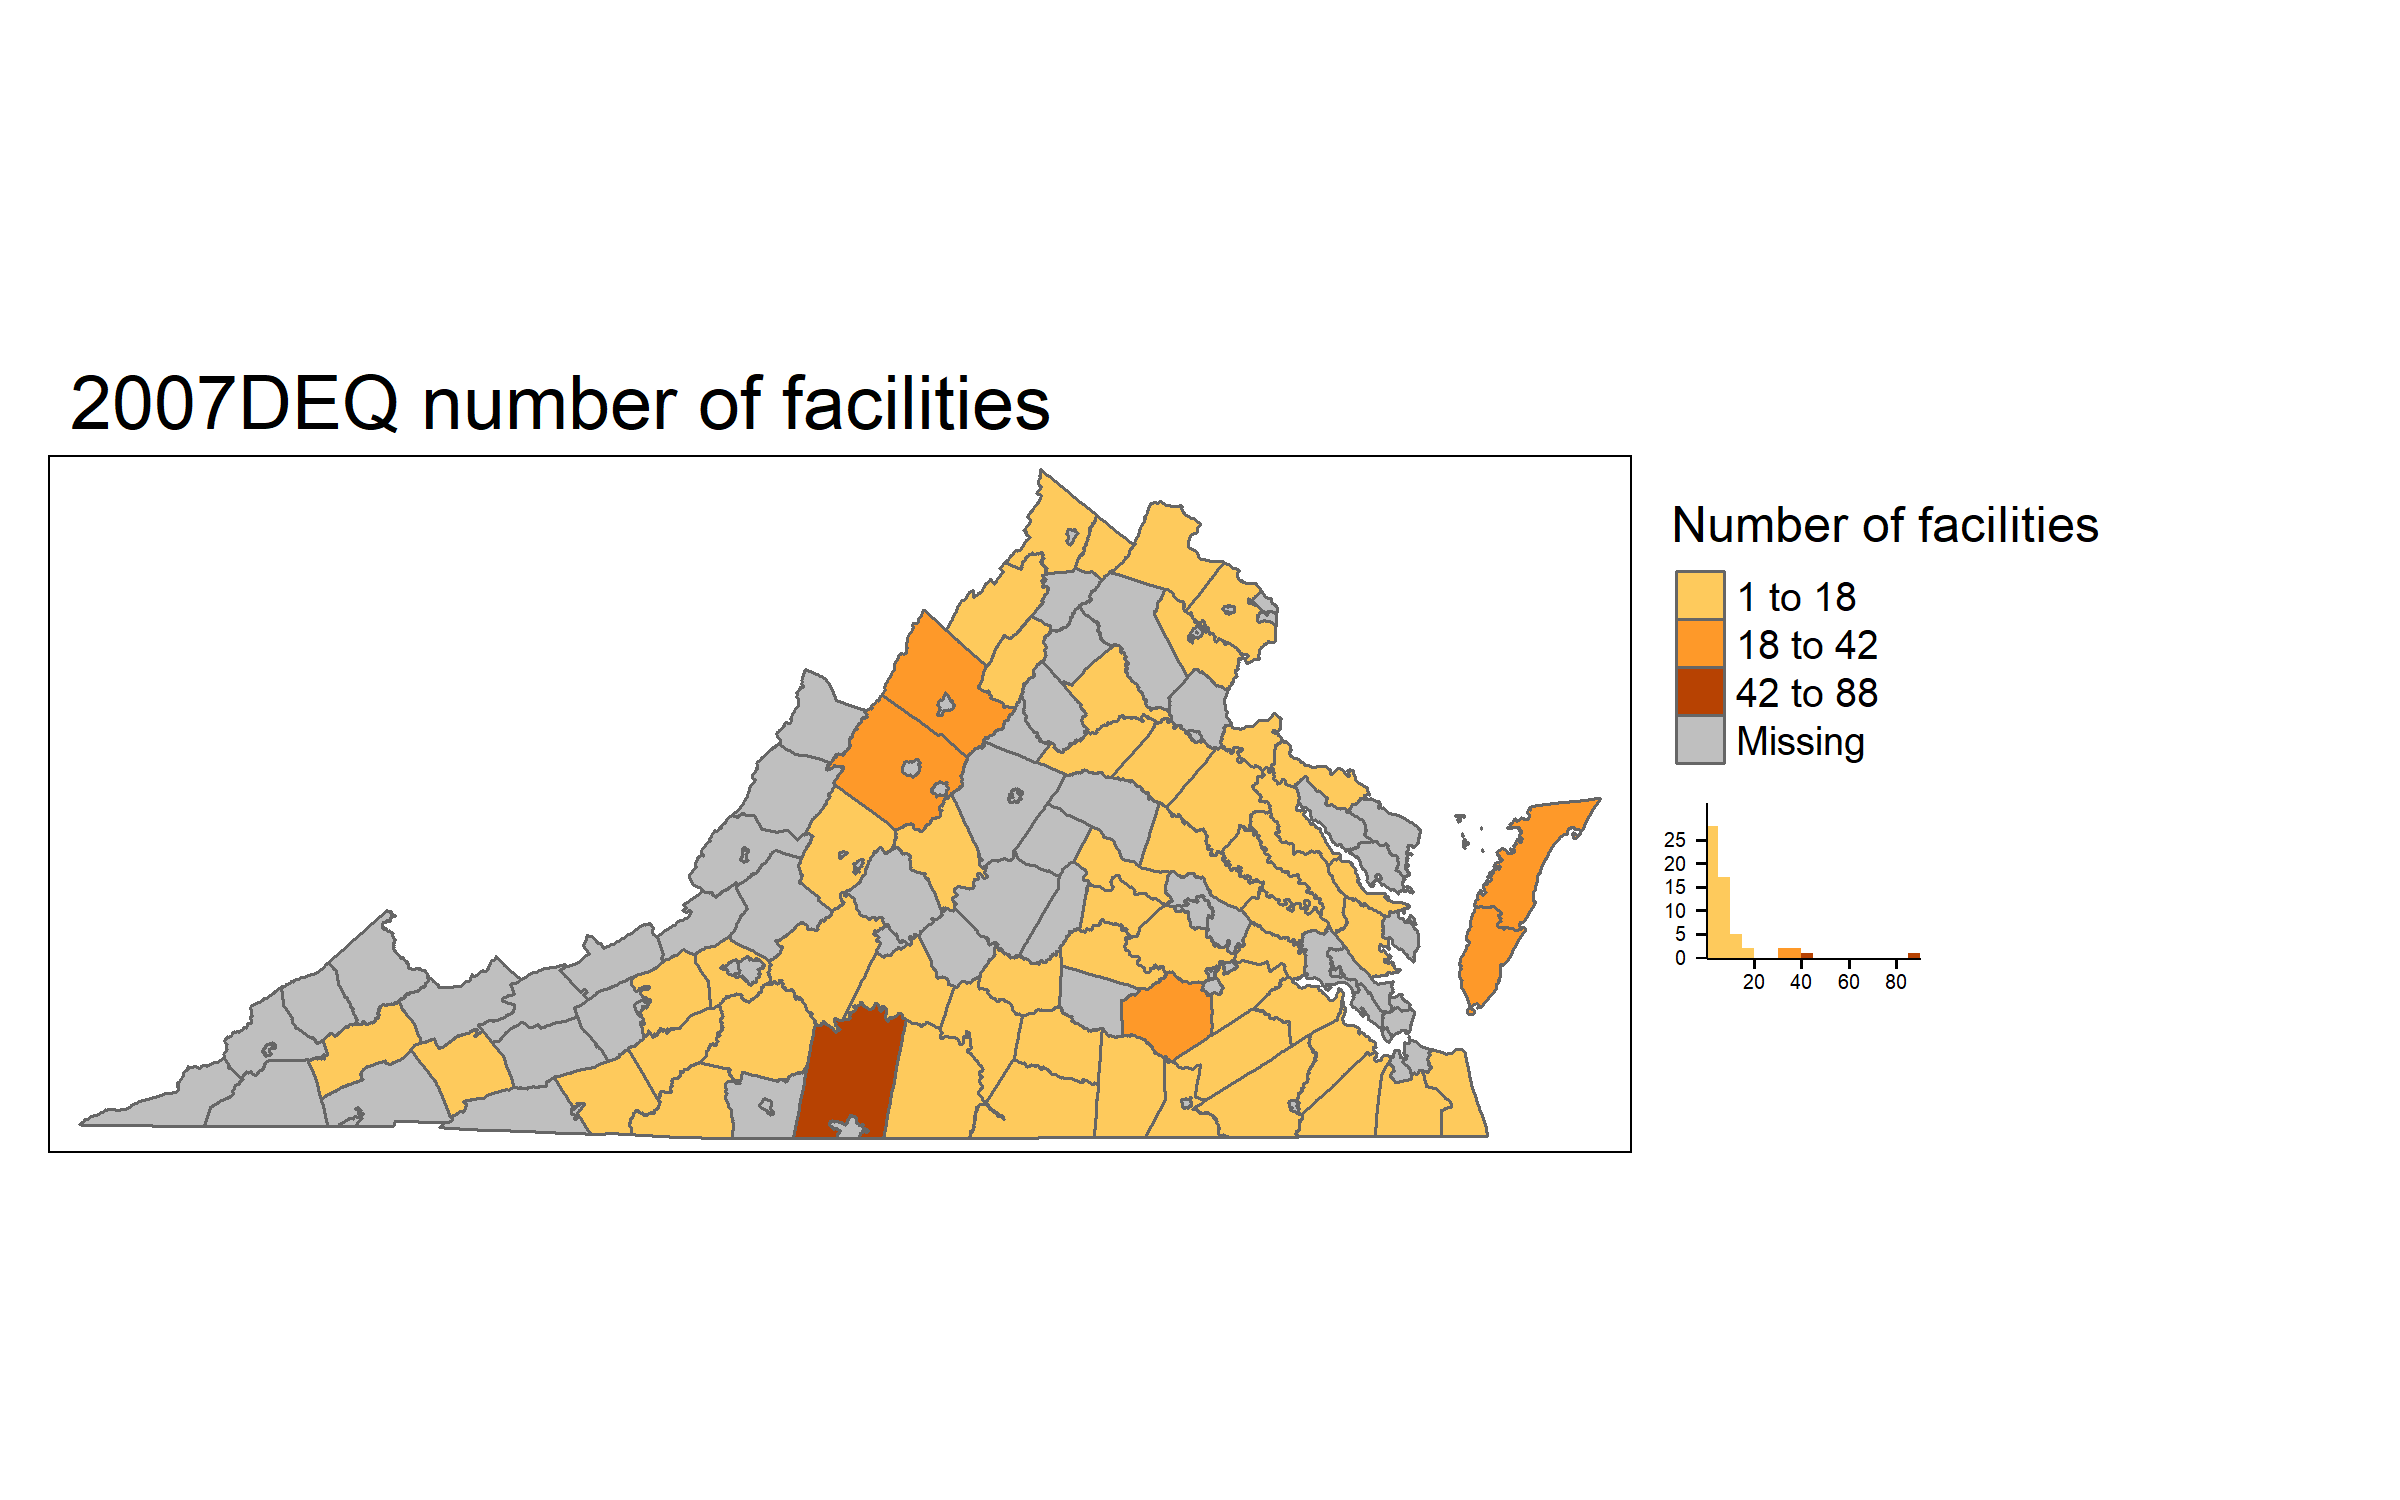 2007DEQ number of facilities
Number of facilities
1 to 18
18 to 42
42 to 88
Missing
25
20
15
10
5
0
20 40 60 80